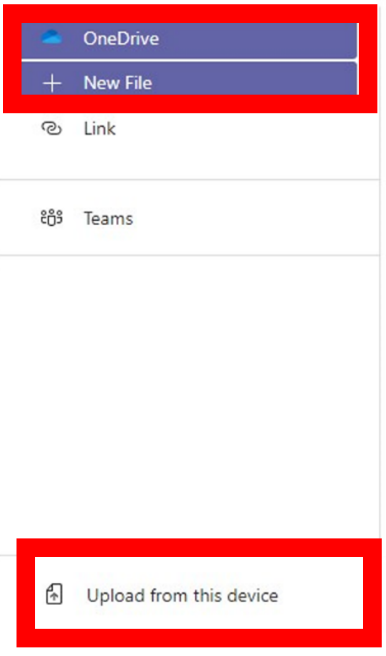 OneDrive
New File
Link
Teams
Upload from this device